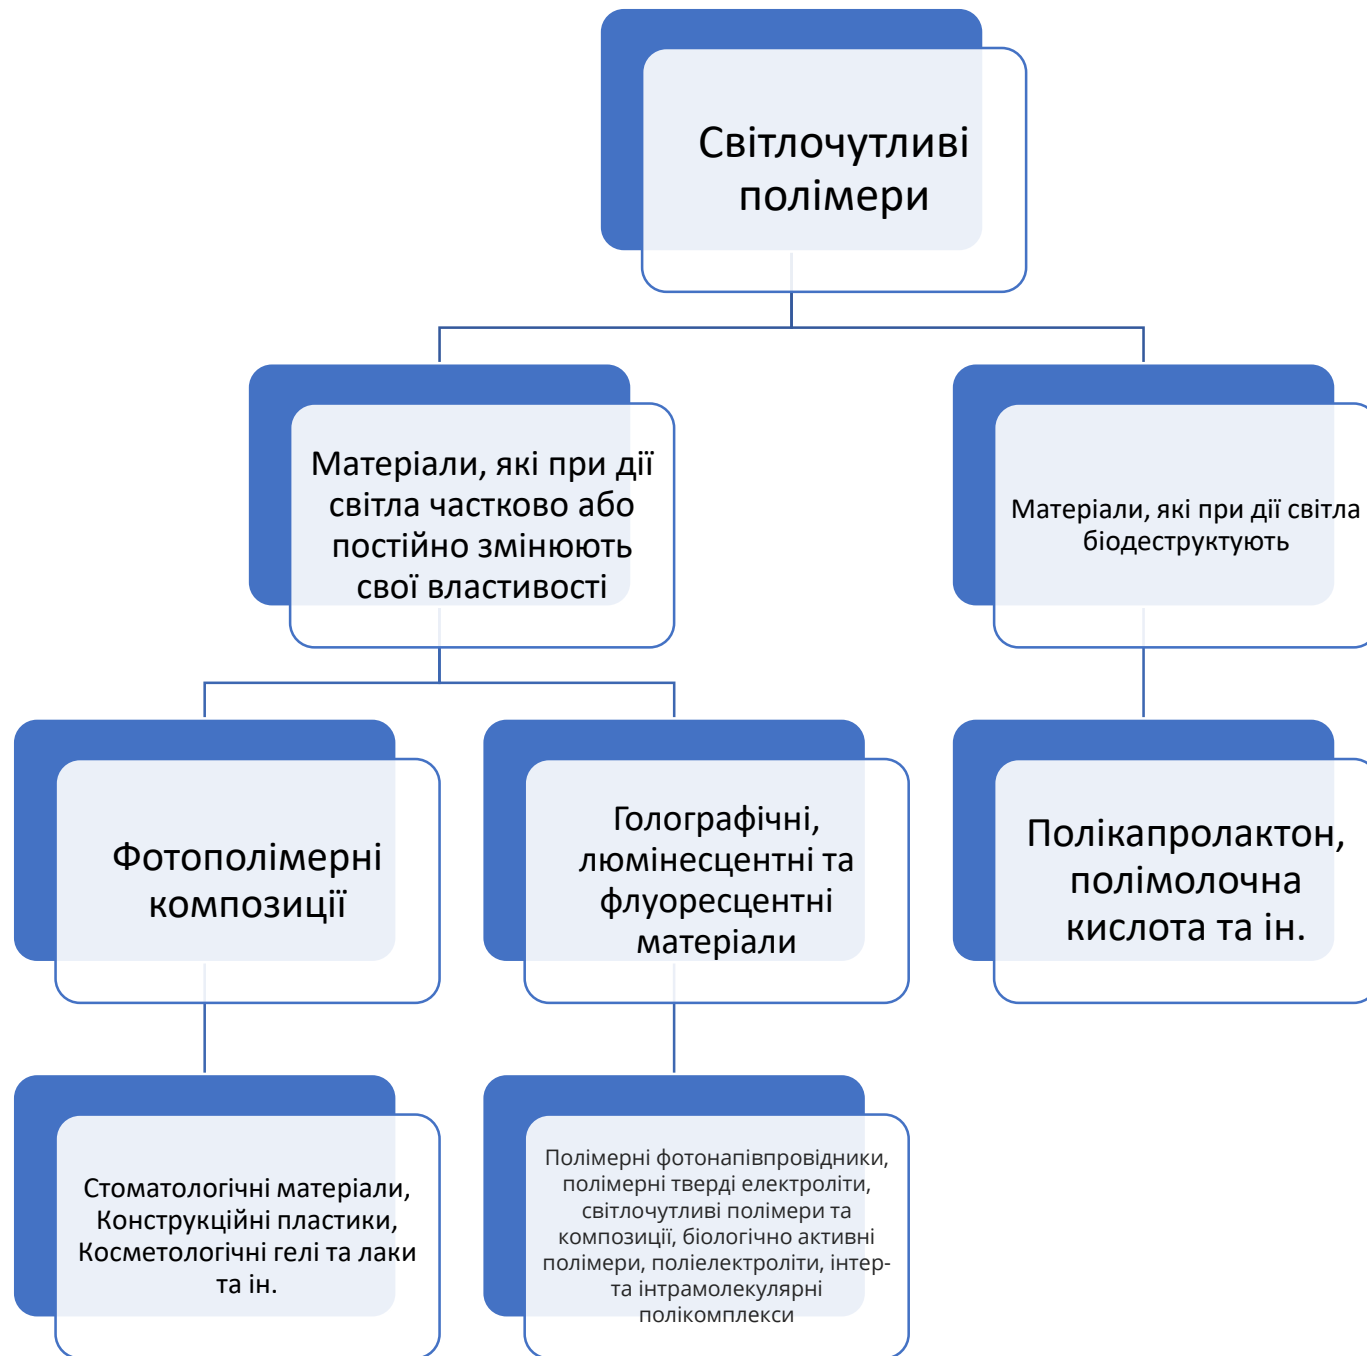 Світлочутливі
полімери
Матеріали, які при дії
світла частково або
постійно змінюють
свої властивості
Матеріали, які при дії світла
біодеструктують
Фотополімерні
композиції
Голографічні,
люмінесцентні та
флуоресцентні
матеріали
Полікапролактон,
полімолочна
кислота та ін.
Стоматологічні матеріали,
Конструкційні пластики,
Косметологічні гелі та лаки
та ін.
Полімерні фотонапівпровідники,
полімерні тверді електроліти,
світлочутливі полімери та
композиції, біологічно активні
полімери, поліелектроліти, інтер-
та інтрамолекулярні
полікомплекси